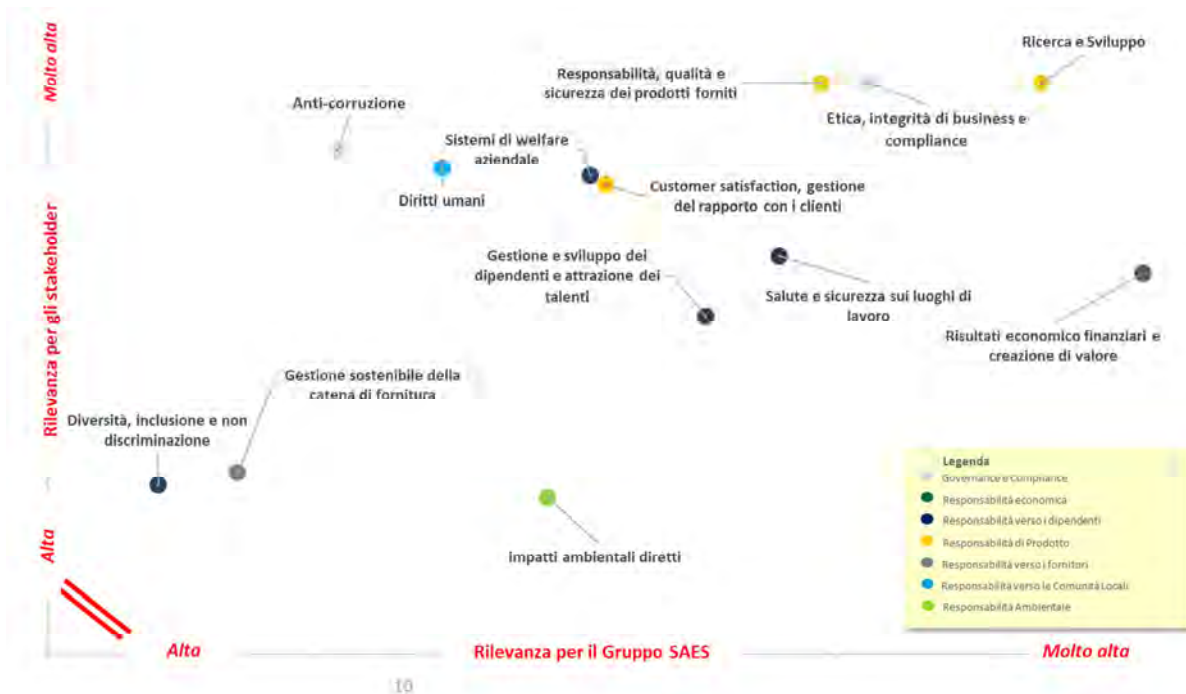 Molto alta
Rilevanza per gli stakeholder
Alta
Ricerca e Sviluppo
Responsabilità, qualità e
sicurezza dei prodotti forniti
Etica, integrità di business e
compliance
Anti-corruzione
Sistemi di welfare
aziendale
Diritti umani
Customer satisfaction, gestione
del rapporto con i clienti
Gestione e sviluppo dei
dipendenti e attrazione dei
talenti
Salute e sicurezza sui luoghi di
lavoro
Risultati economico finanziari e
creazione di valore
Gestione sostenibile della
catena di fornitura
Diversità, inclusione e non
discriminazione
Impatti ambientali diretti
Legenda
Governance e Compliance
Responsabilità economica
Responsabilità verso i dipendenti
Responsabilità di Prodotto
Responsabilità verso i fornitori
Responsabilità verso le Comunità Locali
Responsabilità Ambientale
Alta
Rilevanza per il Gruppo SAES
Molto alta
10